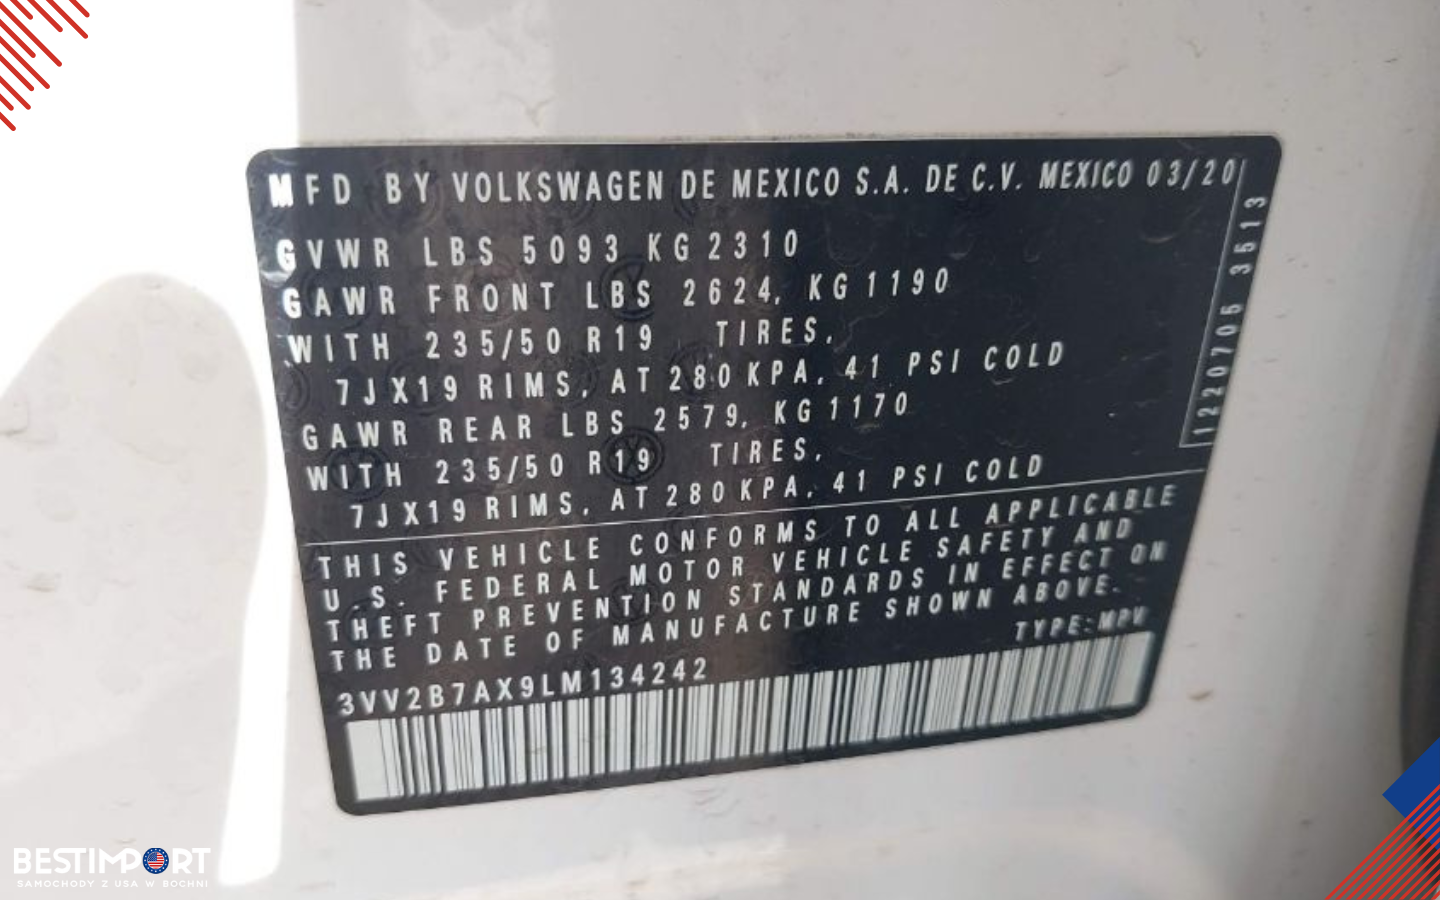 MFD BY VOLKSWAGEN DE MEXICO S.A. DE C.V. MEXICO 03/20
GVWR LBS 5093 KG 2310
GAWR FRONT LBS 2624, KG 1190
WITH 235/50 R19 TIRES,
7JX19 RIMS, AT 280 KPA, 41 PSI COLD
GAWR REAR LBS 2579, KG 1170
WITH 235/50 R19 TIRES,
7JX19 RIMS, AT 280 KPA, 41 PSI COLD
1220705 3513
THIS VEHICLE CONFORMS TO ALL APPLICABLE
U.S. FEDERAL MOTOR VEHICLE SAFETY AND
THEFT PREVENTION STANDARDS IN EFFECT ON
THE DATE OF MANUFACTURE SHOWN ABOVE.
TYPE:MPV
3VV2B7AX9LM134242
BESTIMPORT
SAMOCHODY Z USA W BOCHNI